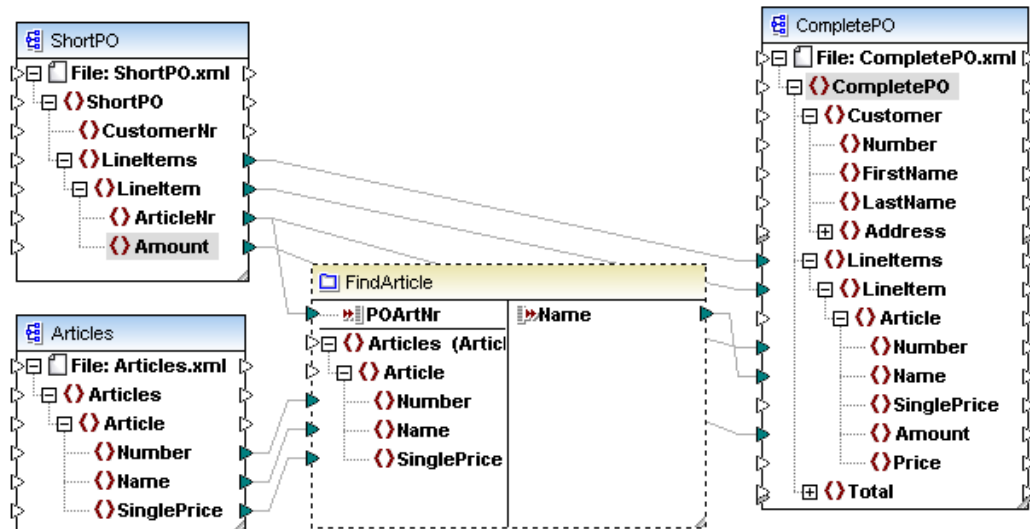 ShortPO
File: ShortPO.xml
ShortPO
CustomerNr
LineItems
LineItem
ArticleNr
Amount
Articles
File: Articles.xml
Articles
Article
Number
Name
SinglePrice
FindArticle
POArtNr
Name
Articles (Articl
Article
Number
Name
SinglePrice
CompletePO
File: CompletePO.xml
CompletePO
Customer
Number
FirstName
LastName
Address
LineItems
LineItem
Article
Number
Name
SinglePrice
Amount
Price
Total